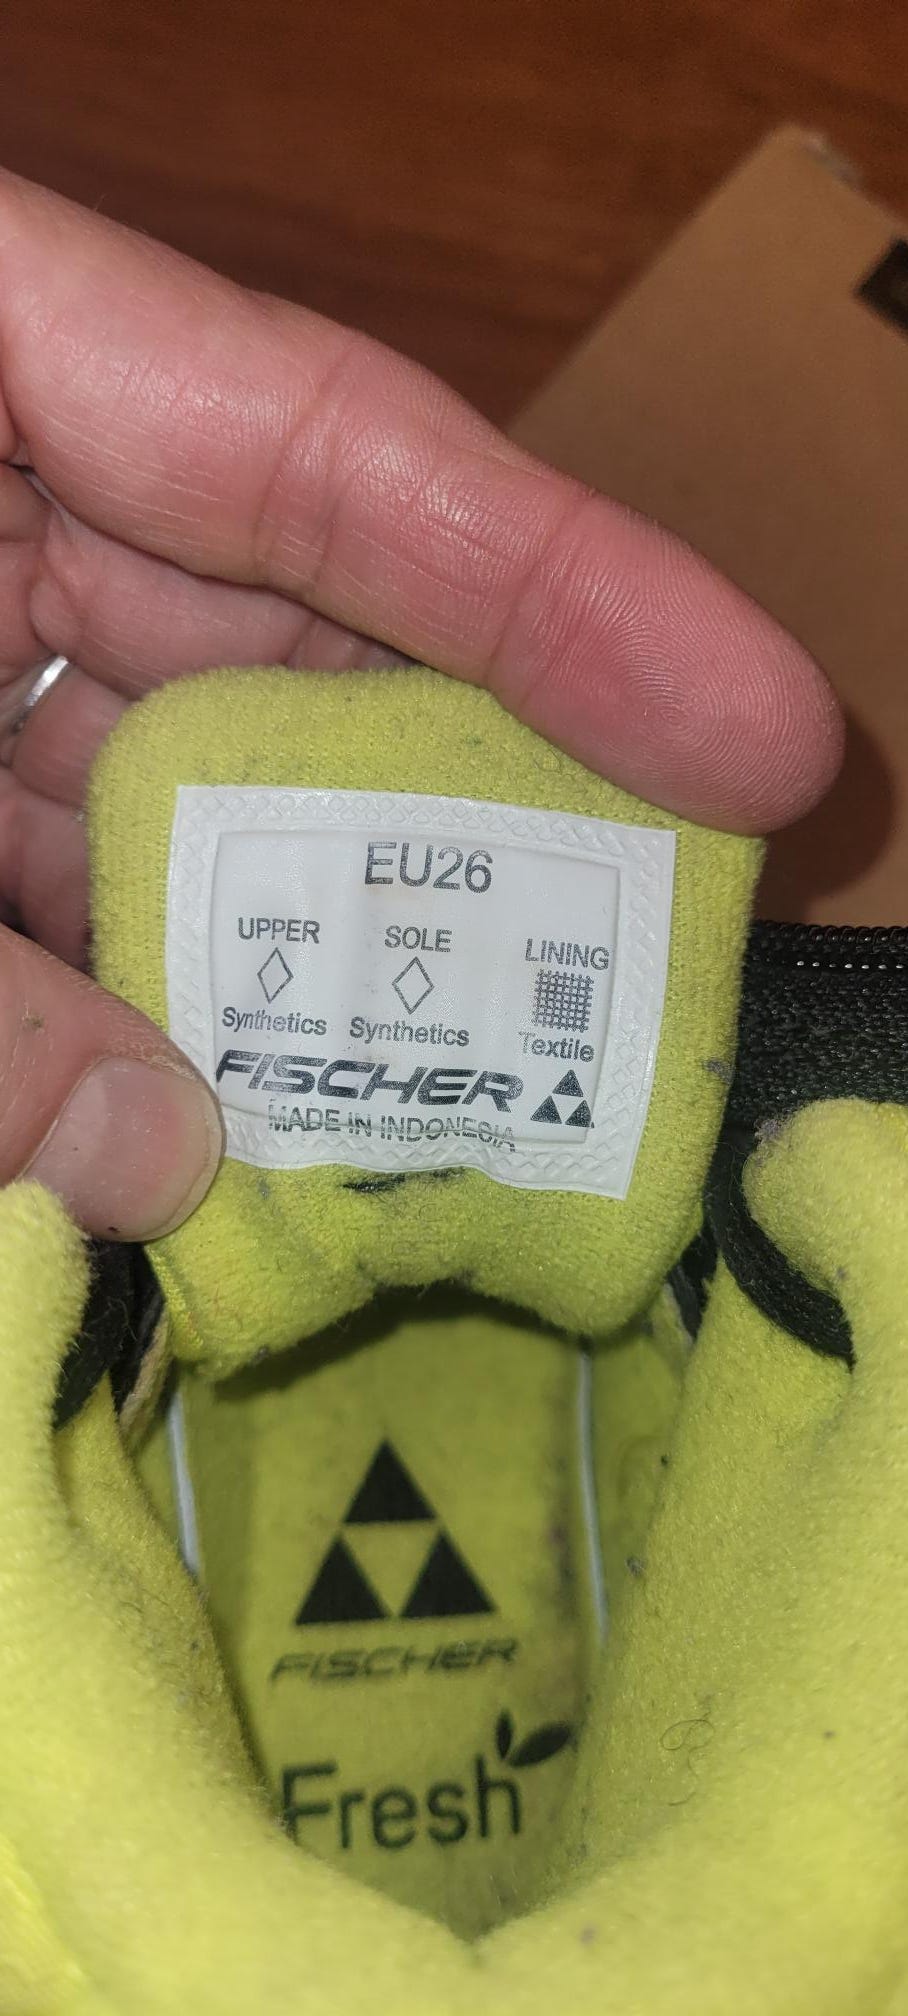 EU26
UPPER SOLE LINING
Synthetics Synthetics Textile
FISCHER
MADE IN INDONESIA
FISCHER
Fresh